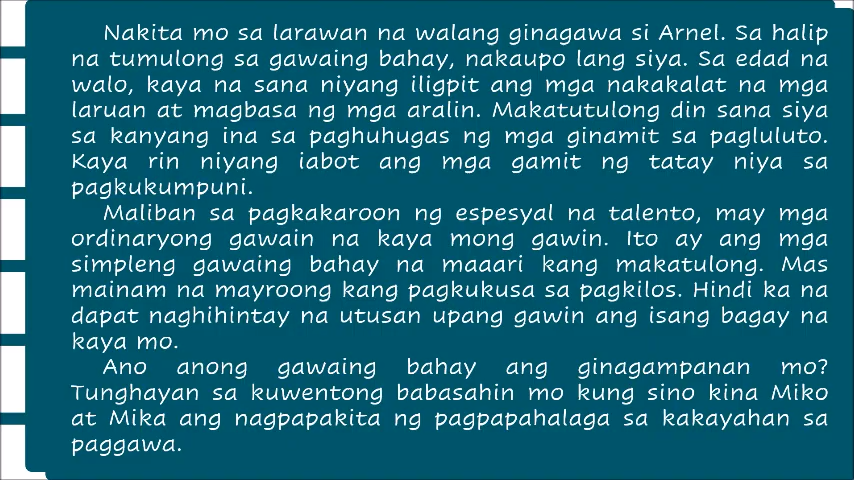 Nakita mo sa larawan na walang ginagawa si Arnel. Sa halip
na tumulong sa gawaing bahay, nakaupo lang siya. Sa edad na
walo, kaya na sana niyang iligpit ang mga nakakalat na mga
laruan at magbasa ng mga aralin. Makatutulong din sana siya
sa kanyang ina sa paghuhugas ng mga ginamit sa pagluluto.
Kaya rin niyang iabot ang mga gamit ng tatay niya sa
pagkukumpuni.
Maliban sa pagkakaroon ng espesyal na talento, may mga
ordinaryong gawain na kaya mong gawin. Ito ay ang mga
simpleng gawaing bahay na maaari kang makatulong. Mas
mainam na mayroong kang pagkukusa sa pagkilos. Hindi ka na
dapat naghihintay na utusan upang gawin ang isang bagay na
kaya mo.
Ano anong gawaing bahay ang ginagampanan mo?
Tunghayan sa kuwentong babasahin mo kung sino kina Miko
at Mika ang nagpapakita ng pagpapahalaga sa kakayahan sa
paggawa.